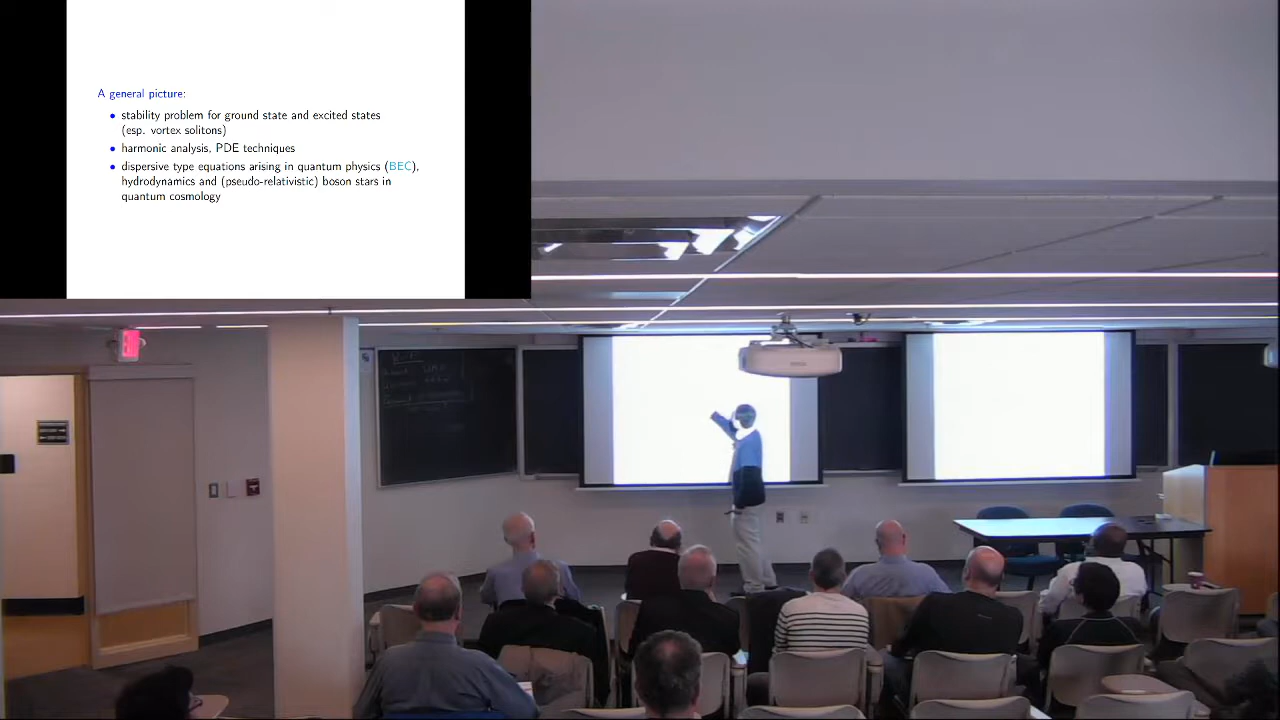 A general picture:
• stability problem for ground state and excited states
(esp. vortex solitons)
• harmonic analysis, PDE techniques
• dispersive type equations arising in quantum physics (BEC),
hydrodynamics and (pseudo-relativistic) boson stars in
quantum cosmology